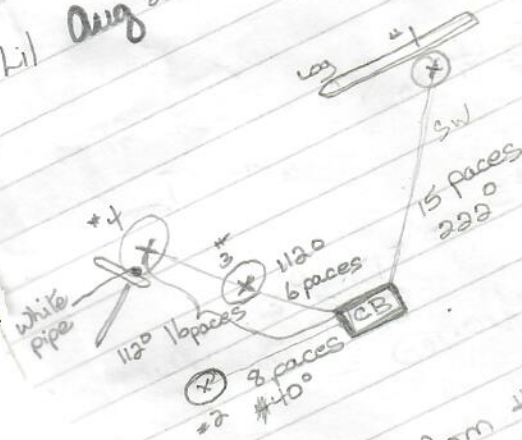 til Aug
#1
Log
SW
15 paces
222°
#4
#3
112°
6 paces
white
pipe
112° 16 paces
CB
8 paces
#40°
#2